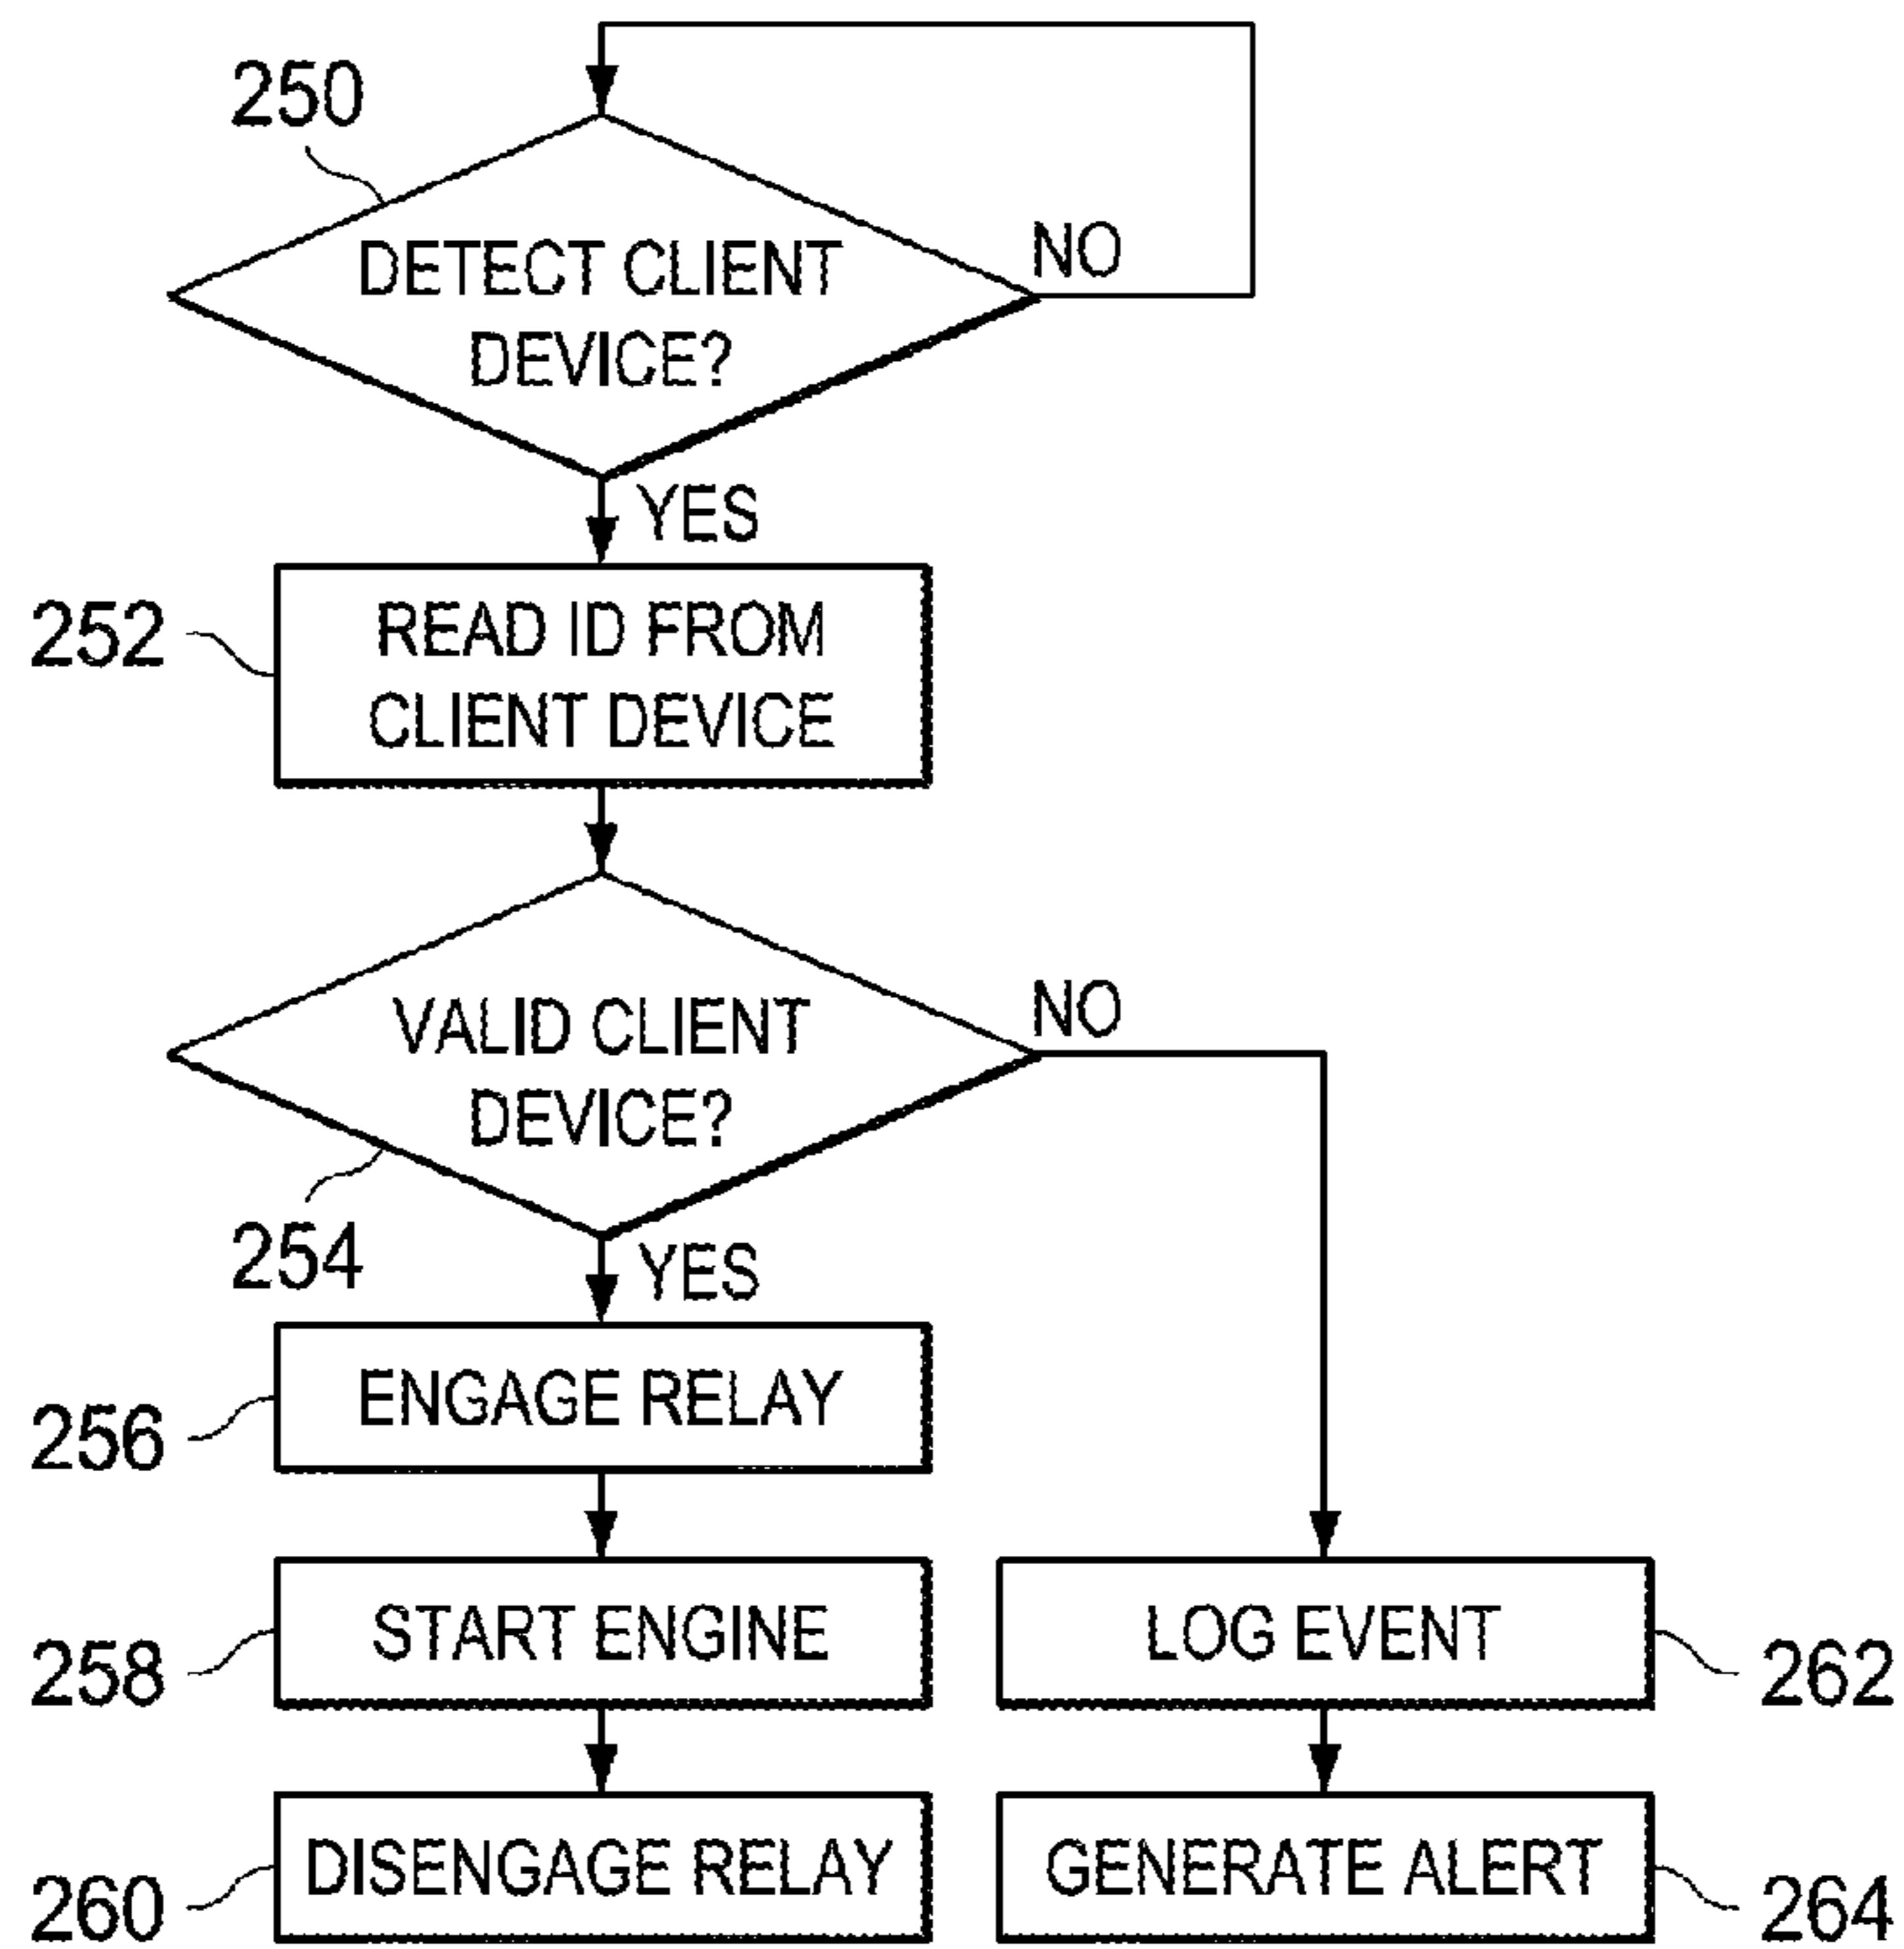 250
DETECT CLIENT
DEVICE?
NO
YES
252
READ ID FROM
CLIENT DEVICE
VALID CLIENT
DEVICE?
NO
254
YES
256
ENGAGE RELAY
258
START ENGINE
LOG EVENT
262
260
DISENGAGE RELAY
GENERATE ALERT
264